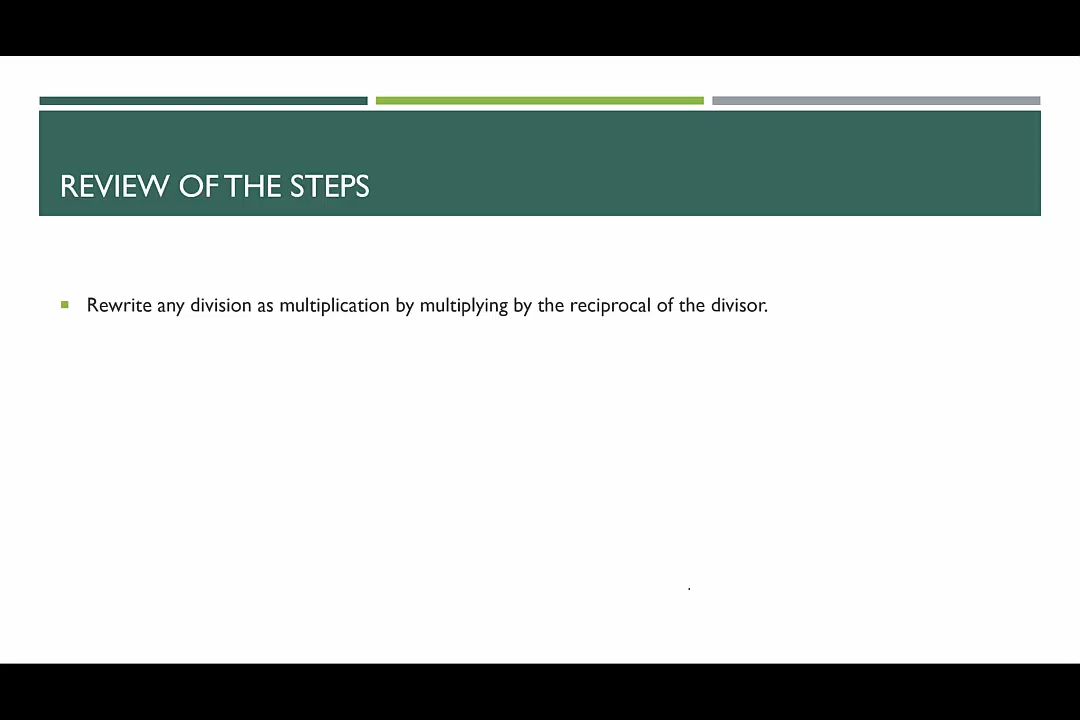 REVIEW OF THE STEPS
Rewrite any division as multiplication by multiplying by the reciprocal of the divisor.